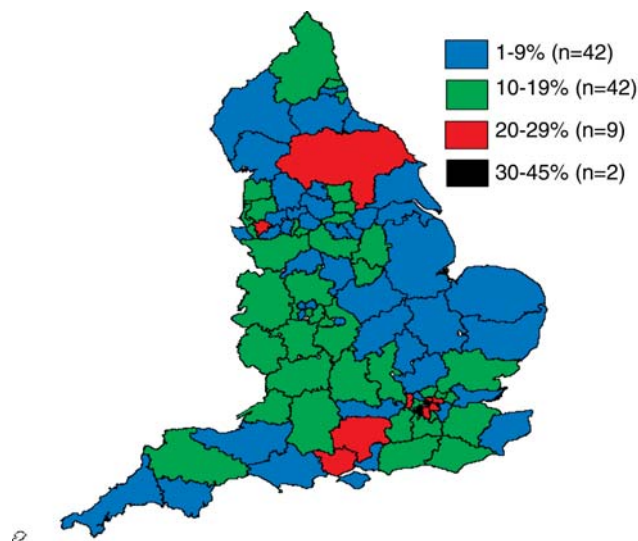 1-9% (n=42)
10-19% (n=42)
20-29% (n=9)
30-45% (n=2)